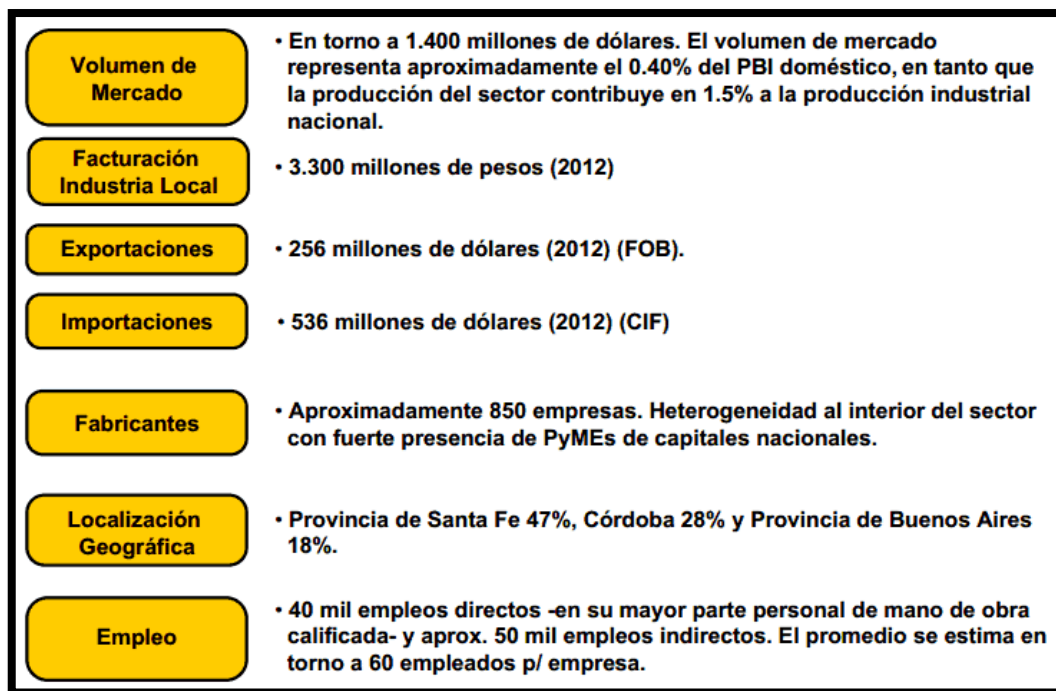 Volumen de
Mercado
• En torno a 1.400 millones de dólares. El volumen de mercado
representa aproximadamente el 0.40% del PBI doméstico, en tanto que
la producción del sector contribuye en 1.5% a la producción industrial
nacional.
Facturación
Industria Local
• 3.300 millones de pesos (2012)
Exportaciones
• 256 millones de dólares (2012) (FOB).
Importaciones
• 536 millones de dólares (2012) (CIF)
Fabricantes
• Aproximadamente 850 empresas. Heterogeneidad al interior del sector
con fuerte presencia de PyMEs de capitales nacionales.
Localización
Geográfica
• Provincia de Santa Fe 47%, Córdoba 28% y Provincia de Buenos Aires
18%.
Empleo
• 40 mil empleos directos -en su mayor parte personal de mano de obra
calificada- y aprox. 50 mil empleos indirectos. El promedio se estima en
torno a 60 empleados p/ empresa.